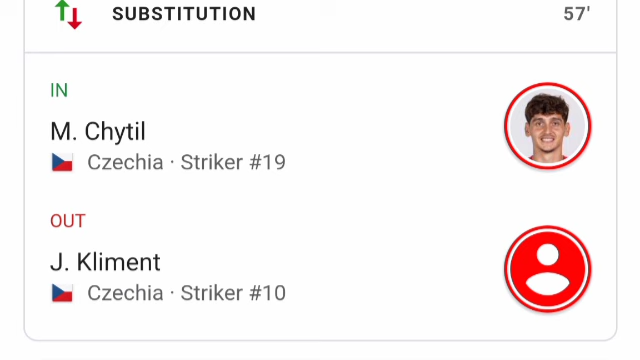 SUBSTITUTION 57'
IN
M. Chytil
Czechia · Striker #19
OUT
J. Kliment
Czechia · Striker #10